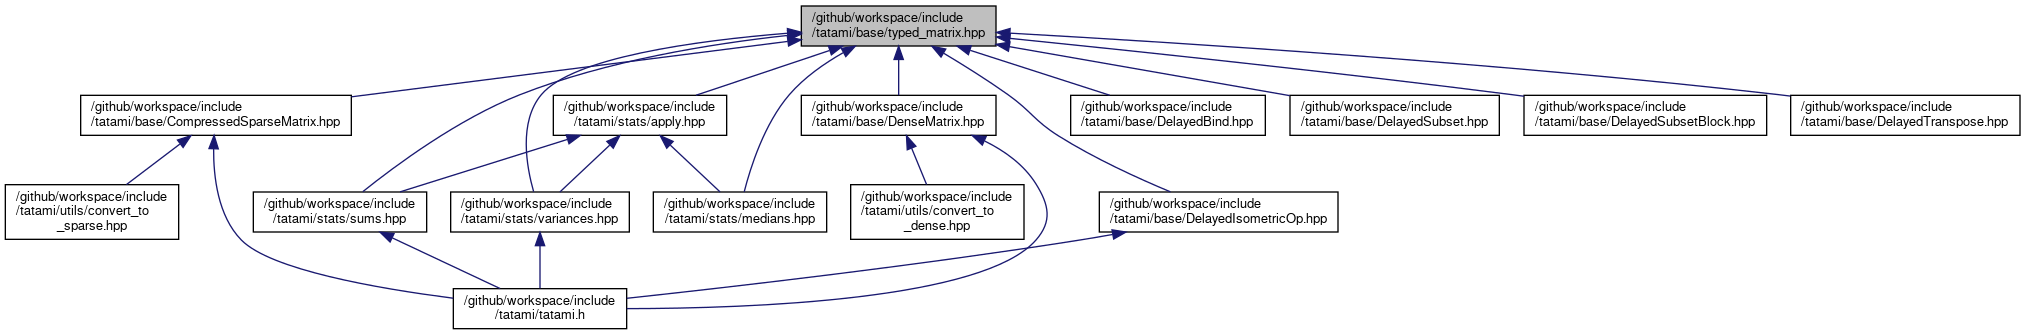 /github/workspace/include
/tatami/base/typed_matrix.hpp
/github/workspace/include
/tatami/base/CompressedSparseMatrix.hpp
/github/workspace/include
/tatami/stats/apply.hpp
/github/workspace/include
/tatami/base/DenseMatrix.hpp
/github/workspace/include
/tatami/base/DelayedBind.hpp
/github/workspace/include
/tatami/base/DelayedSubset.hpp
/github/workspace/include
/tatami/base/DelayedSubsetBlock.hpp
/github/workspace/include
/tatami/base/DelayedTranspose.hpp
/github/workspace/include
/tatami/utils/convert_to
_sparse.hpp
/github/workspace/include
/tatami/stats/sums.hpp
/github/workspace/include
/tatami/stats/variances.hpp
/github/workspace/include
/tatami/stats/medians.hpp
/github/workspace/include
/tatami/utils/convert_to
_dense.hpp
/github/workspace/include
/tatami/base/DelayedIsometricOp.hpp
/github/workspace/include
/tatami/tatami.h